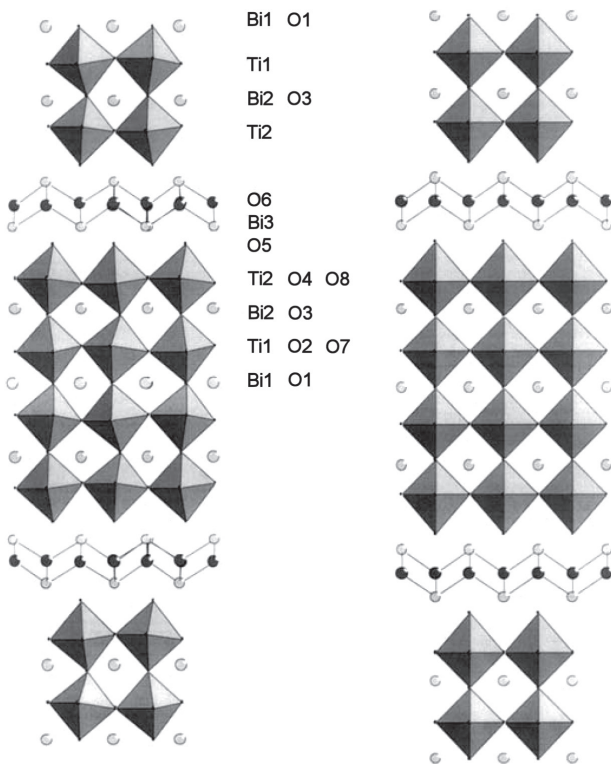 Bi1 O1
Ti1
Bi2 O3
Ti2
O6
Bi3
O5
Ti2 O4 O8
Bi2 O3
Ti1 O2 O7
Bi1 O1